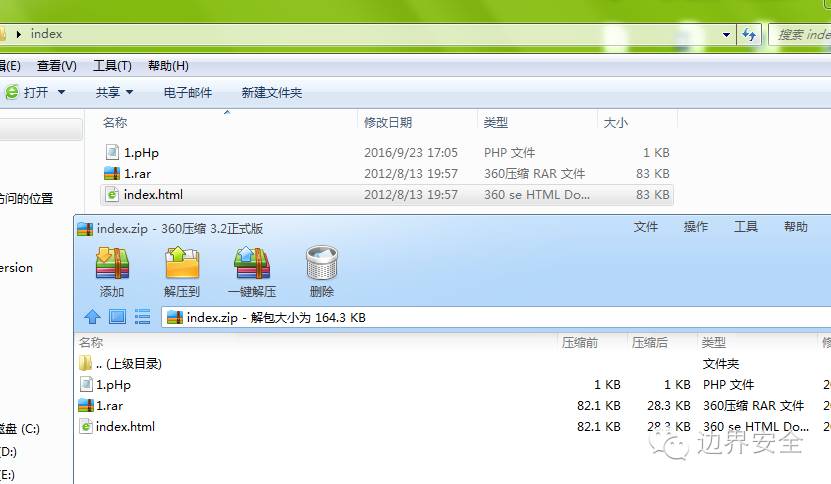 index
搜索 inde
查看(V) 工具(T) 帮助(H)
打开 共享 电子邮件 新建文件夹
名称 修改日期 类型 大小
1.pHp 2016/9/23 17:05 PHP 文件 1 KB
1.rar 2012/8/13 19:57 360压缩 RAR 文件 83 KB
index.html 2012/8/13 19:57 360 se HTML Do... 83 KB
访问的位置
index.zip - 360压缩 3.2正式版 文件 操作 工具 帮助
ersion
添加 解压到 一键解压 删除
index.zip - 解包大小为 164.3 KB
名称 压缩前 压缩后 类型
.. (上级目录) 文件夹
1.pHp 1 KB 1 KB PHP 文件 2
1.rar 82.1 KB 28.3 KB 360压缩 RAR 文件 2
index.html 82.1 KB 28.3 KB 360 se HTML Do... 2
磁盘 (C:)
(D:)
(E:)
边界安全